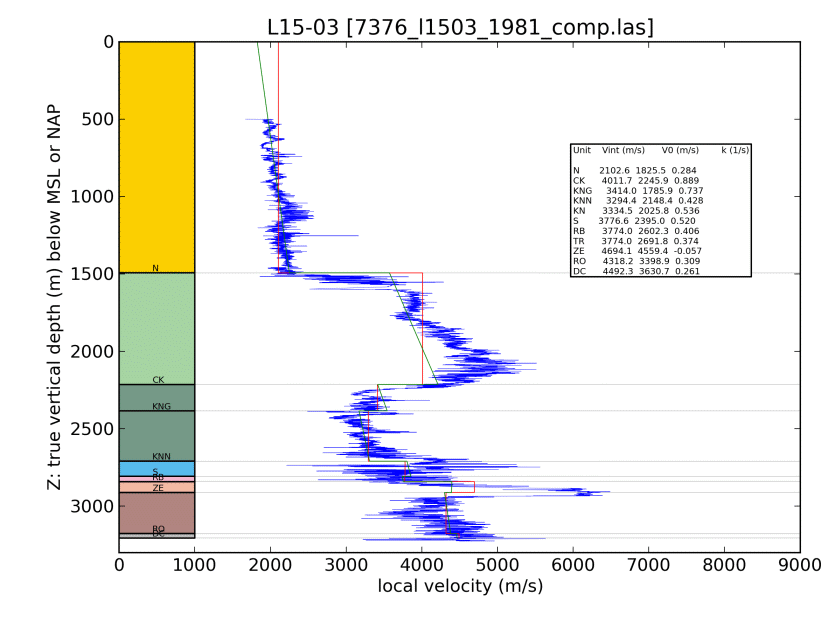 L15-03 [7376_l1503_1981_comp.las]
Z: true vertical depth (m) below MSL or NAP
0
500
1000
1500
2000
2500
3000
N
CK
KNG
KNN
S
RB
ZE
RO
DC
Unit Vint (m/s) V0 (m/s) k (1/s)
N 2102.6 1825.5 0.284
CK 4011.7 2245.9 0.889
KNG 3414.0 1785.9 0.737
KNN 3294.4 2148.4 0.428
KN 3334.5 2025.8 0.536
S 3776.6 2395.0 0.520
RB 3774.0 2602.3 0.406
TR 3774.0 2691.8 0.374
ZE 4694.1 4559.4 -0.057
RO 4318.2 3398.9 0.309
DC 4492.3 3630.7 0.261
0 1000 2000 3000 4000 5000 6000 7000 8000 9000
local velocity (m/s)